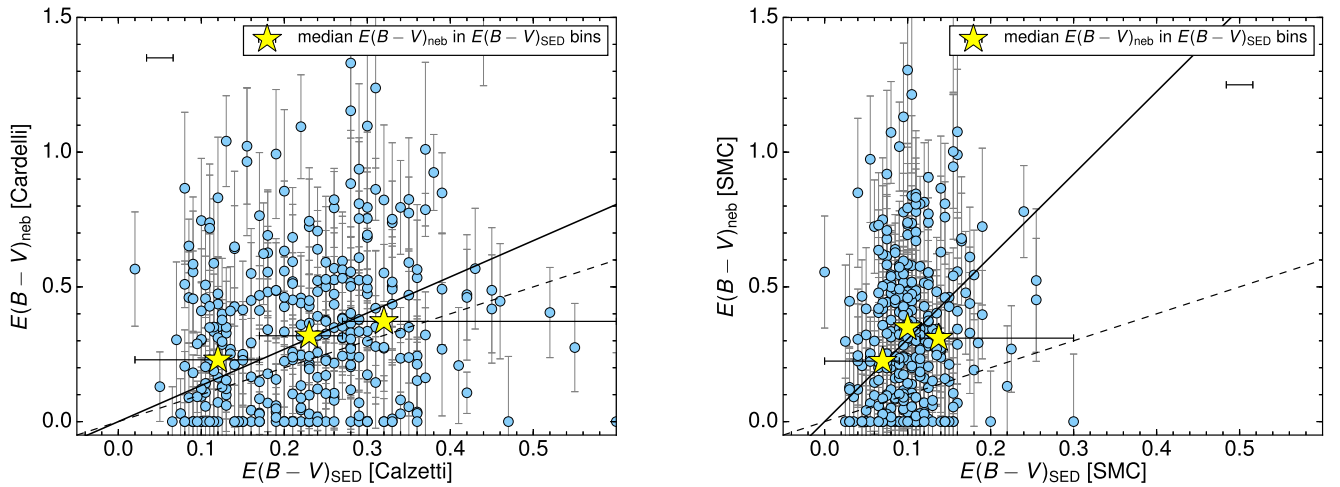 1.5
1.0
0.5
0.0
E(B − V)neb [Cardelli]
median E(B − V)neb in E(B − V)SED bins
0.0 0.1 0.2 0.3 0.4 0.5
E(B − V)SED [Calzetti]
1.5
1.0
0.5
0.0
E(B − V)neb [SMC]
median E(B − V)neb in E(B − V)SED bins
0.0 0.1 0.2 0.3 0.4 0.5
E(B − V)SED [SMC]